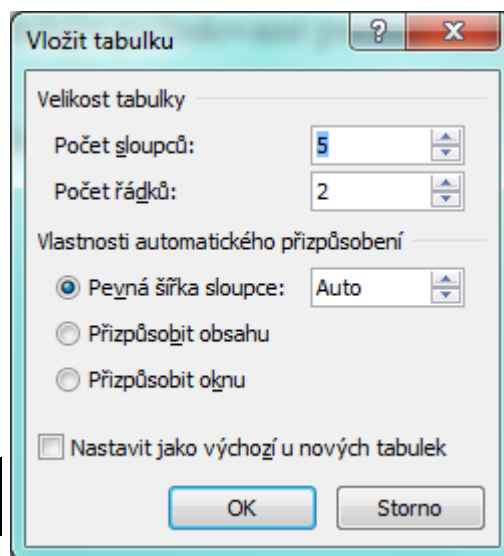 Vložit tabulku
Velikost tabulky
Počet sloupců: 5
Počet řádků: 2
Vlastnosti automatického přizpůsobení
Pevná šířka sloupce: Auto
Přizpůsobit obsahu
Přizpůsobit oknu
Nastavit jako výchozí u nových tabulek
OK Storno